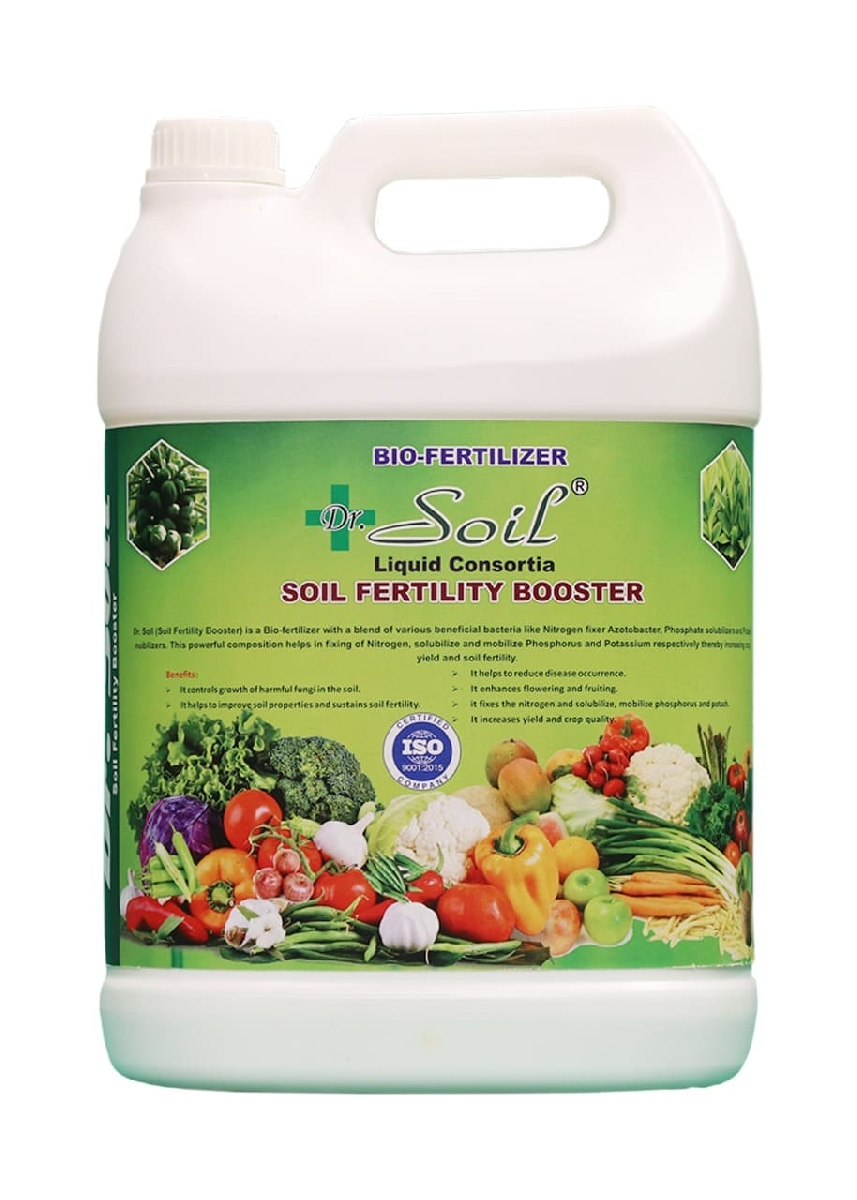 BIO-FERTILIZER
Dr. Soil®
Liquid Consortia
SOIL FERTILITY BOOSTER
Dr. Soil (Soil Fertility Booster) is a Bio-fertilizer with a blend of various beneficial bacteria like Nitrogen fixer Azotobacter, Phosphate solubilizers and
mobilizers. This powerful composition helps in fixing of Nitrogen, solubilize and mobilize Phosphorus and Potassium respectively thereby increasing
yield and soil fertility.
Benefits:
➢ It controls growth of harmful fungi in the soil.
➢ It helps to improve soil properties and sustains soil fertility.
➢ It helps to reduce disease occurrence.
➢ It enhances flowering and fruiting.
➢ it fixes the nitrogen and solubilize, mobilize phosphorus and potash.
➢ It increases yield and crop quality.
CERTIFIED
ISO
9001:2015
COMPANY
Dr. Soil
Soil Fertility Booster